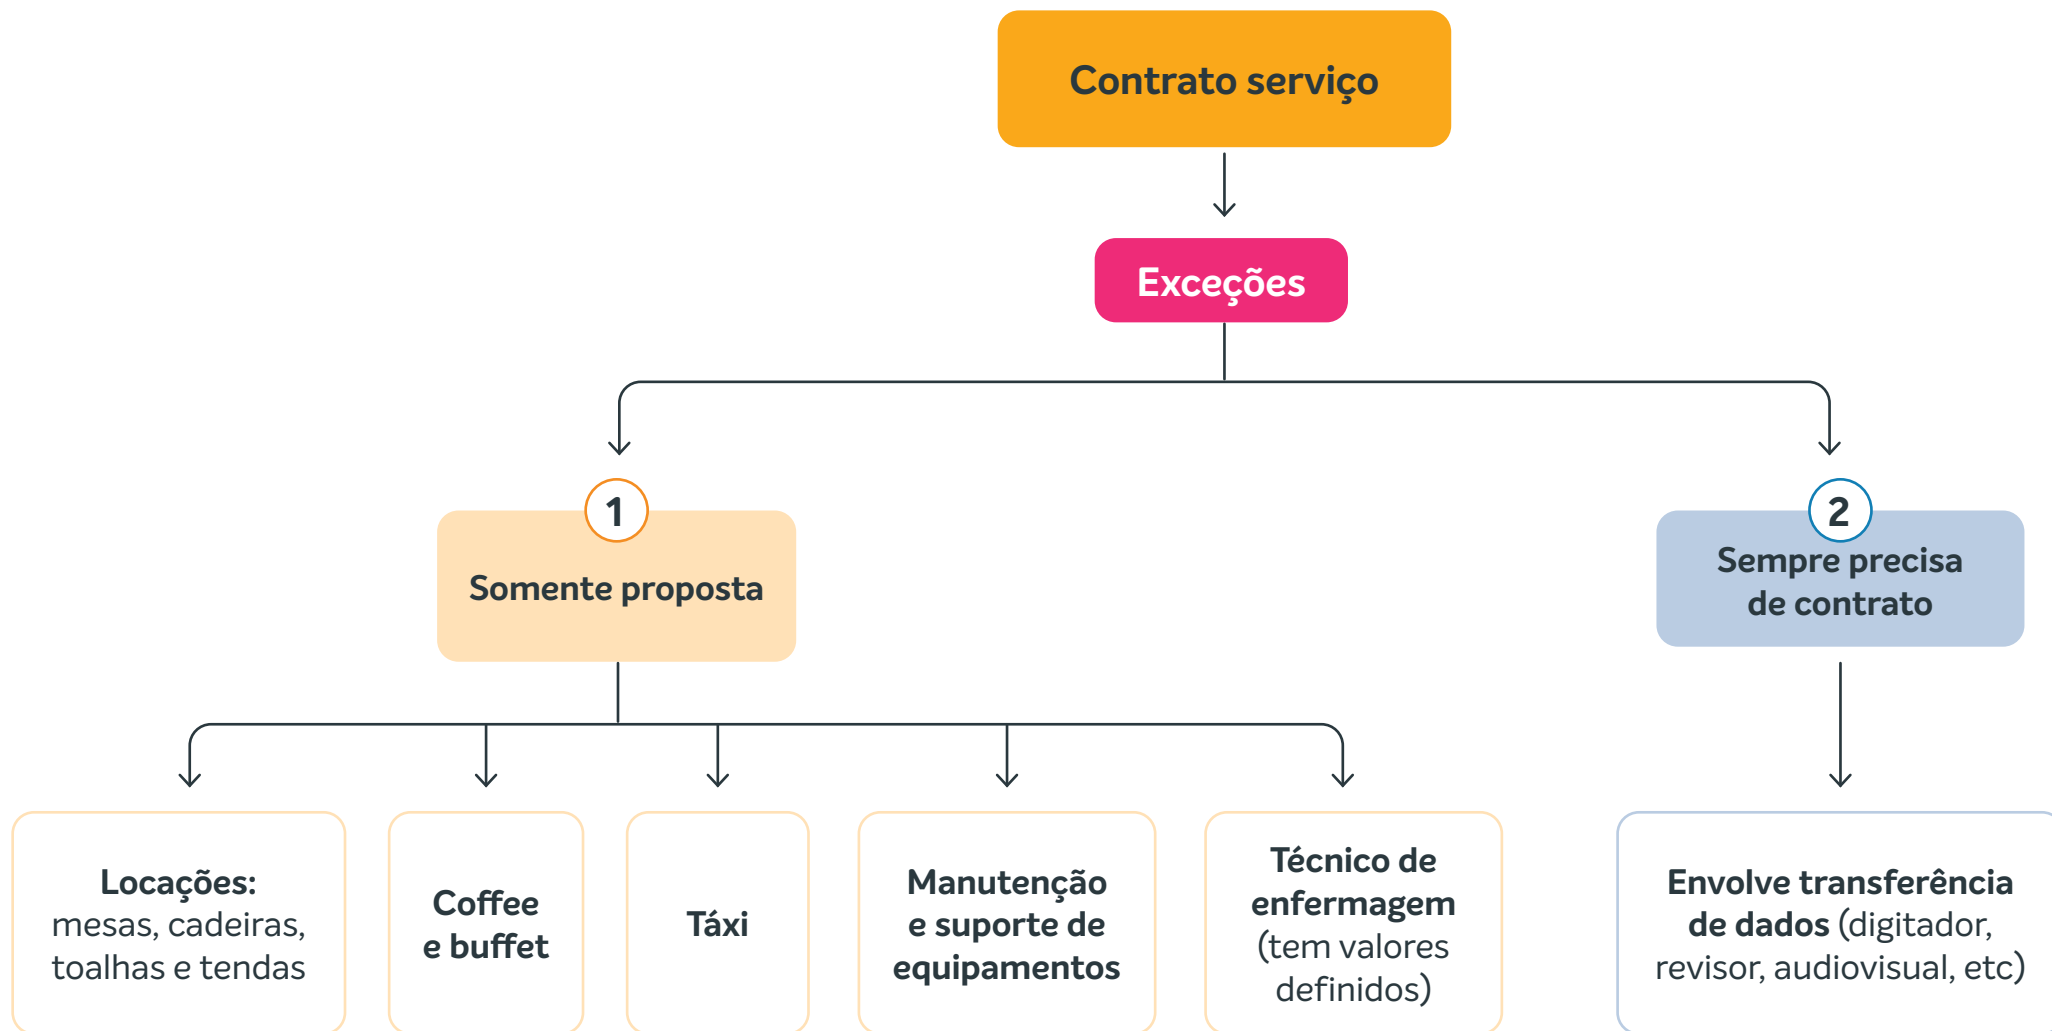 Contrato serviço
Exceções
1
Somente proposta
2
Sempre precisa
de contrato
Locações:
mesas, cadeiras,
toalhas e tendas
Coffee
e buffet
Táxi
Manutenção
e suporte de
equipamentos
Técnico de
enfermagem
(tem valores
definidos)
Envolve transferência
de dados (digitador,
revisor, audiovisual, etc)